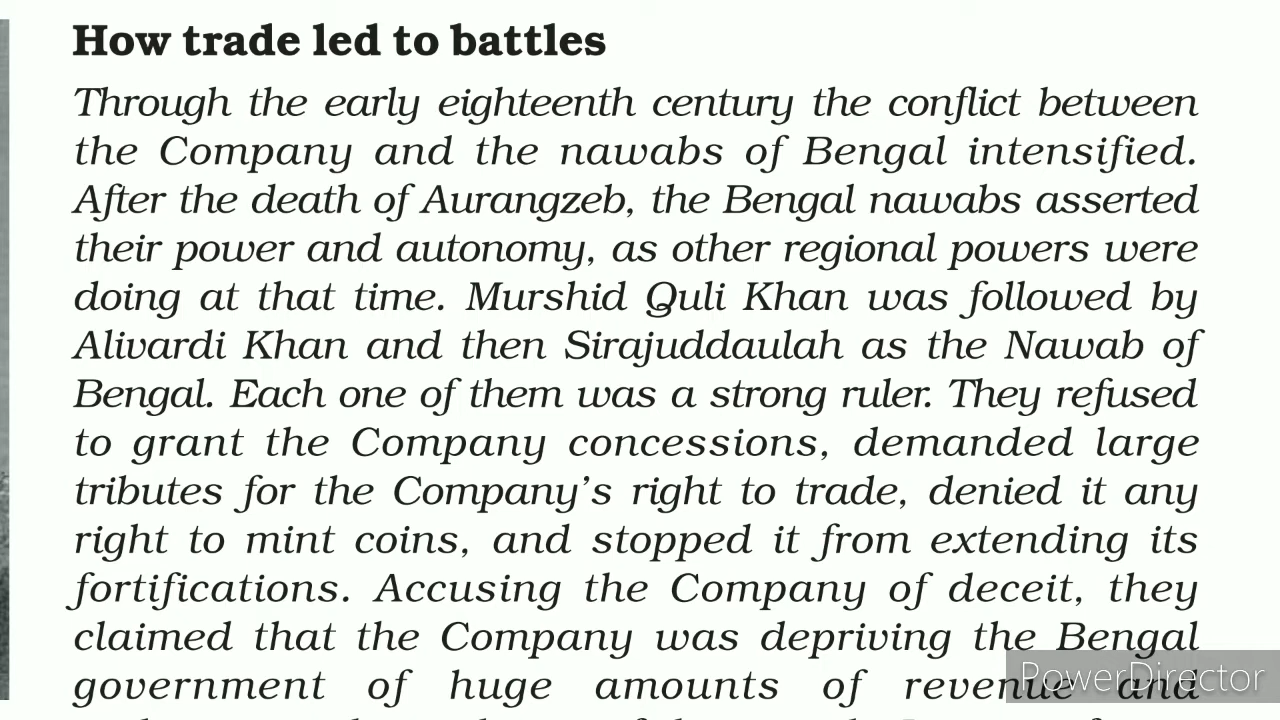 How trade led to battles
Through the early eighteenth century the conflict between
the Company and the nawabs of Bengal intensified.
After the death of Aurangzeb, the Bengal nawabs asserted
their power and autonomy, as other regional powers were
doing at that time. Murshid Quli Khan was followed by
Alivardi Khan and then Sirajuddaulah as the Nawab of
Bengal. Each one of them was a strong ruler. They refused
to grant the Company concessions, demanded large
tributes for the Company’s right to trade, denied it any
right to mint coins, and stopped it from extending its
fortifications. Accusing the Company of deceit, they
claimed that the Company was depriving the Bengal
government of huge amounts of revenue and
PowerDirector